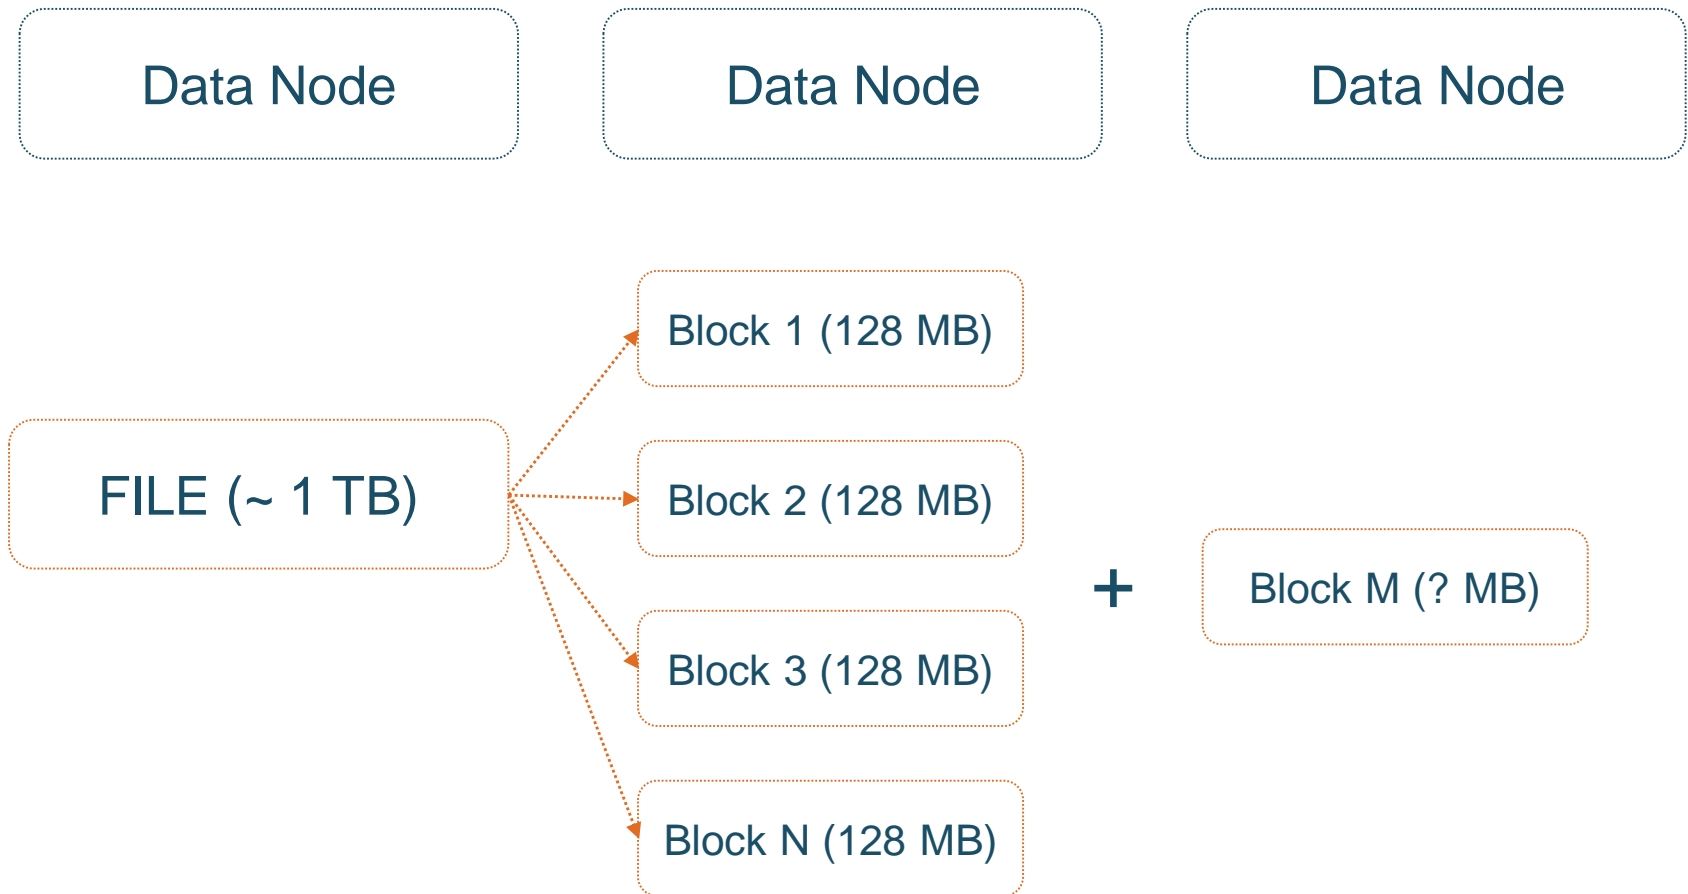 Data Node
Data Node
Data Node
Block 1 (128 MB)
FILE (~ 1 TB)
Block 2 (128 MB)
Block 3 (128 MB)
Block N (128 MB)
+
Block M (? MB)